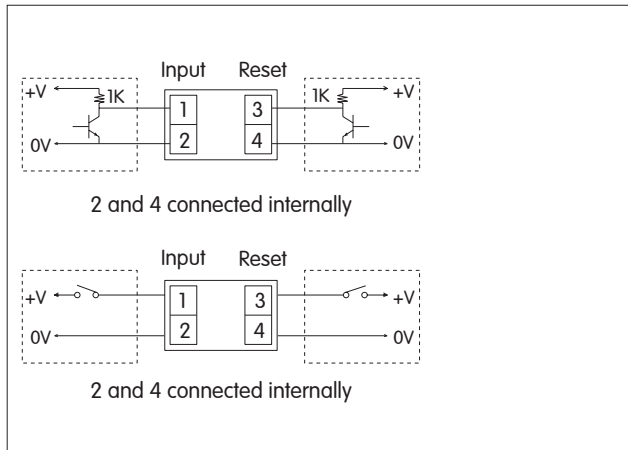 Input Reset
+V 1K 1 3 1K +V
0V 2 4 0V
2 and 4 connected internally
Input Reset
+V 1 3 +V
0V 2 4 0V
2 and 4 connected internally